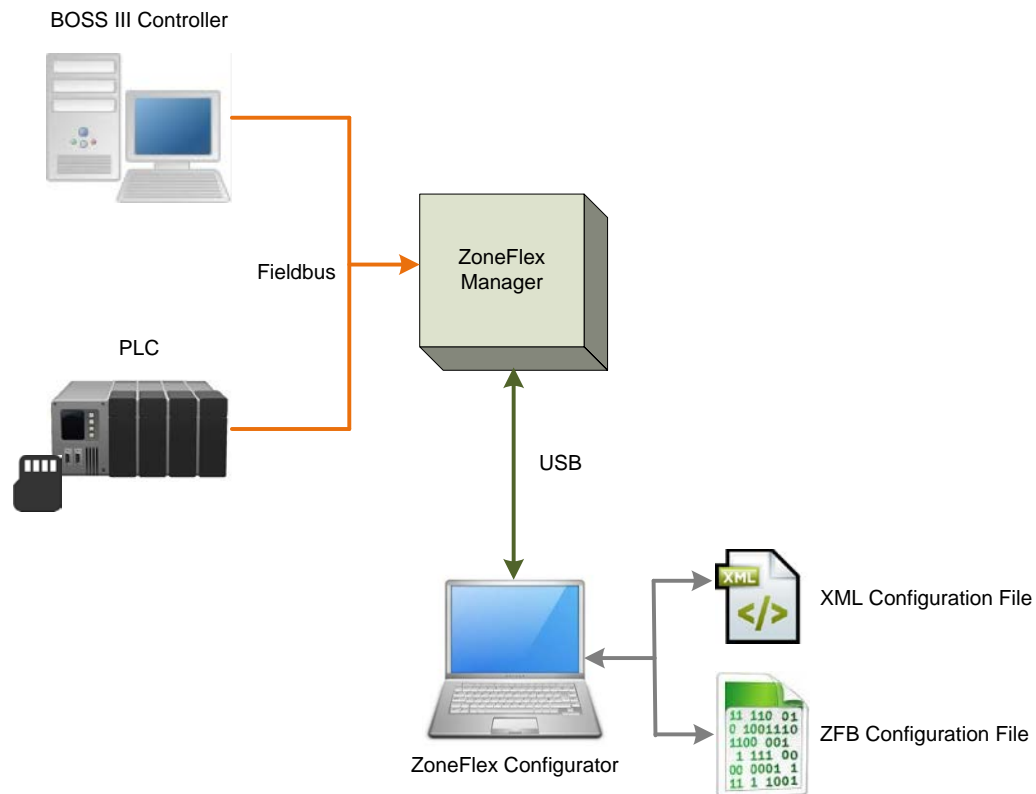 BOSS III Controller
Fieldbus
ZoneFlex
Manager
PLC
USB
XML
</>
XML Configuration File
11 110 01
0 1001110
1100 001
1 111 00
00 0001 1
11 1 1001
ZFB Configuration File
ZoneFlex Configurator